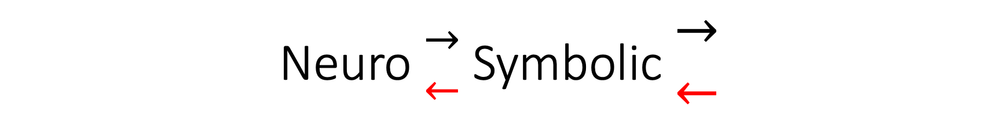 Neuro → Symbolic →
← ←